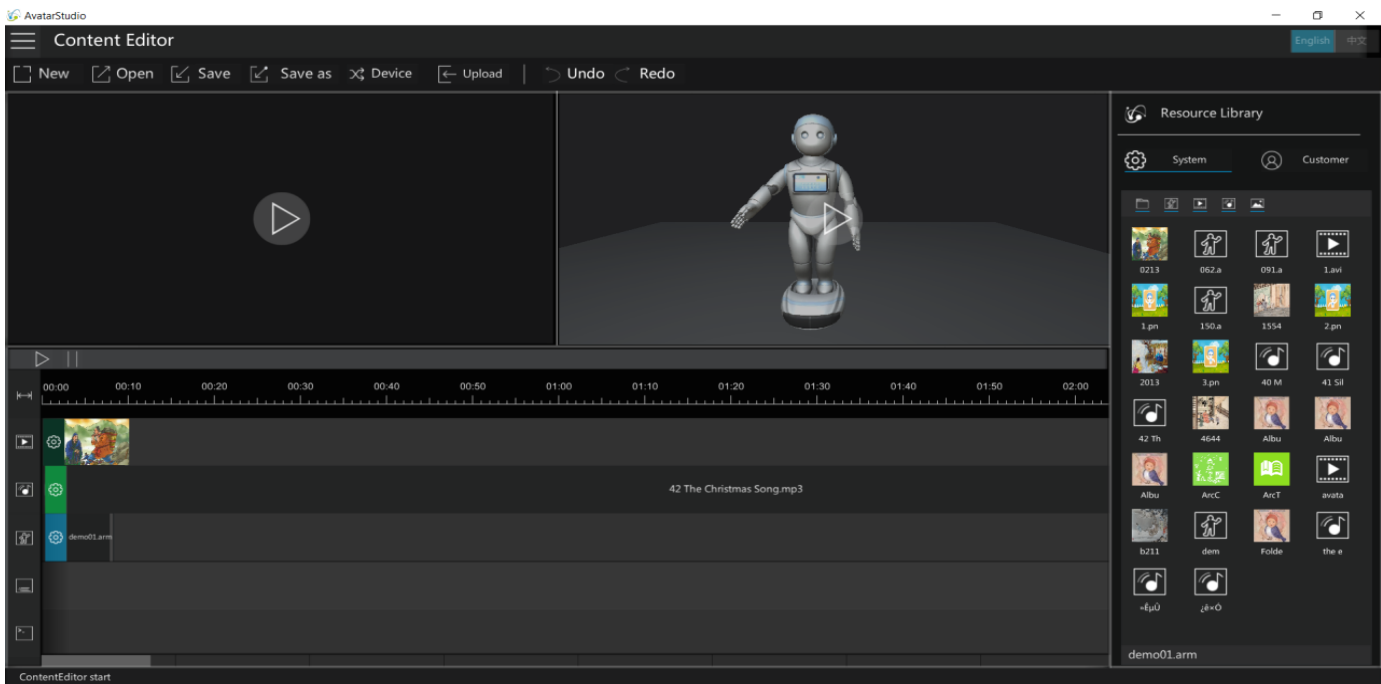 AvatarStudio
Content Editor
English 中文
New Open Save Save as Device Upload Undo Redo
Resource Library
System Customer
0213 062.a 091.a 1.avi
1.pn 150.a 1554 2.pn
2013 3.pn 40 M 41 Sil
42 Th 4644 Albu Albu
Albu ArcC ArcT avata
b211 dem Folde the e
«ÉµÛ ¿ê×Ó
demo01.arm
00:00 00:10 00:20 00:30 00:40 00:50 01:00 01:10 01:20 01:30 01:40 01:50 02:00
42 The Christmas Song.mp3
demo01.arm
ContentEditor start